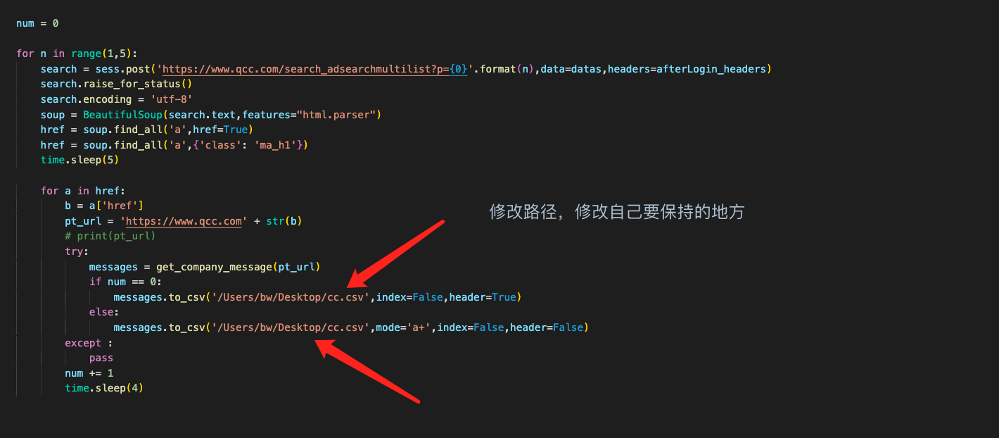 num = 0
for n in range(1,5):
search = sess.post('https://www.qcc.com/search_adsearchmultilist?p={0}'.format(n),data=datas,headers=afterLogin_headers)
search.raise_for_status()
search.encoding = 'utf-8'
soup = BeautifulSoup(search.text,features="html.parser")
href = soup.find_all('a',href=True)
href = soup.find_all('a',{'class': 'ma_h1'})
time.sleep(5)
for a in href:
b = a['href']
pt_url = 'https://www.qcc.com' + str(b)
# print(pt_url)
try:
messages = get_company_message(pt_url)
if num == 0:
messages.to_csv('/Users/bw/Desktop/cc.csv',index=False,header=True)
else:
messages.to_csv('/Users/bw/Desktop/cc.csv',mode='a+',index=False,header=False)
except :
pass
num += 1
time.sleep(4)
修改路径，修改自己要保持的地方